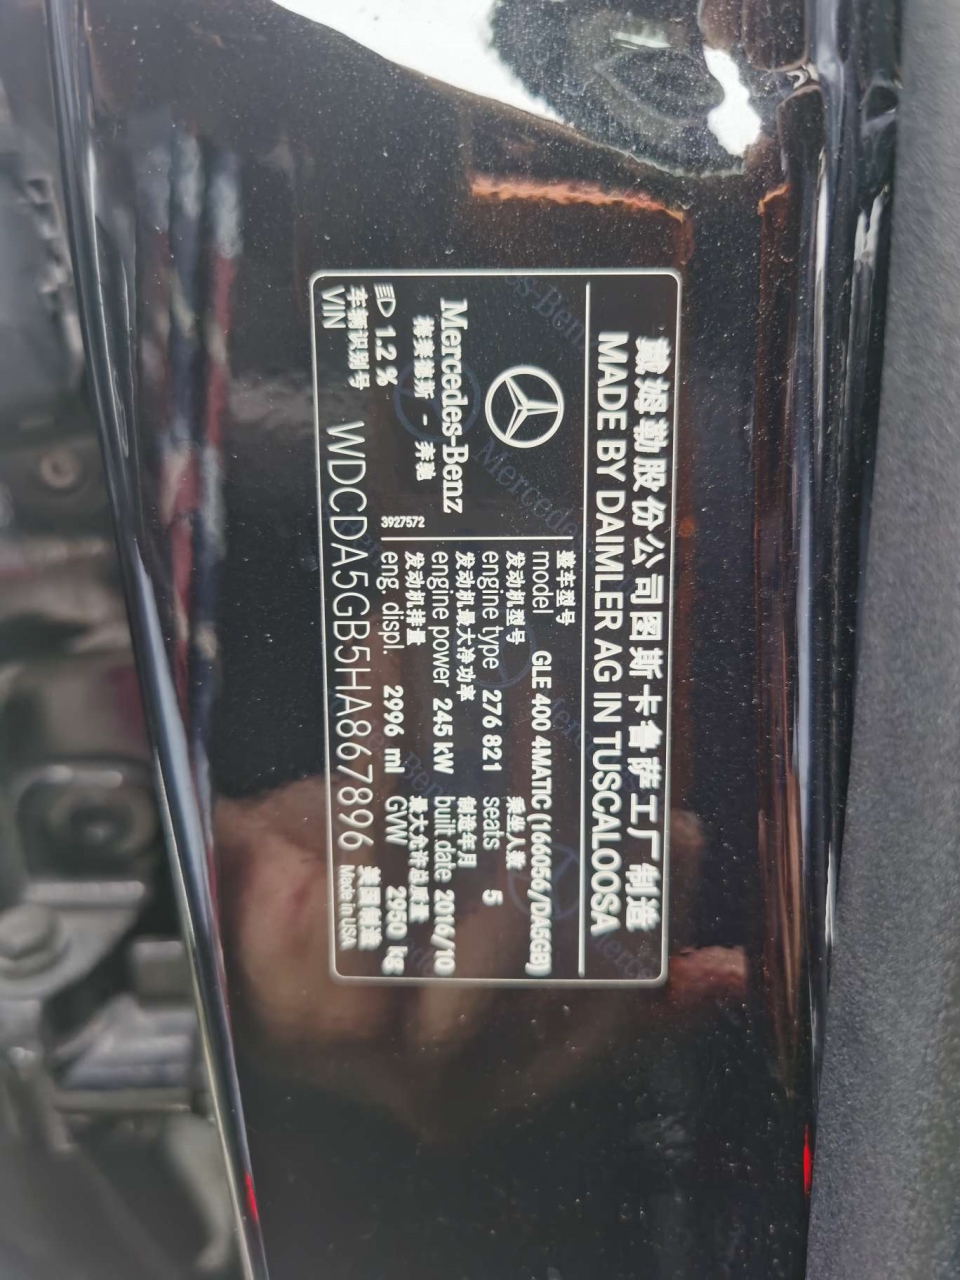 戴姆勒股份公司图斯卡鲁萨工厂制造
MADE BY DAIMLER AG IN TUSCALOOSA
Mercedes-Benz
梅赛德斯 - 奔驰
1.2 %
3927572
整车型号
model GLE 400 4MATIC (166056/DA5GB)
发动机型号 乘坐人数
engine type 276 821 seats 5
发动机最大净功率 制造年月
engine power 245 kW built date 2016/10
发动机排量 最大允许总质量
eng. displ. 2996 ml GVW 2950 kg
车辆识别号
VIN WDCDA5GB5HA867896
美国制造
Made in USA